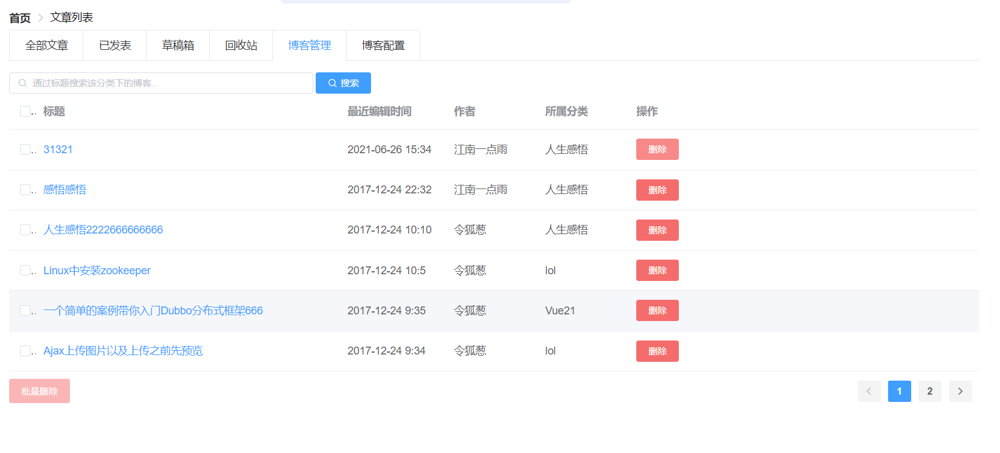 首页 > 文章列表
全部文章 已发表 草稿箱 回收站 博客管理 博客配置
通过标题搜索该分类下的博客... 搜索
.. 标题 最近编辑时间 作者 所属分类 操作
.. 31321 2021-06-26 15:34 江南一点雨 人生感悟 删除
.. 感悟感悟 2017-12-24 22:32 江南一点雨 人生感悟 删除
.. 人生感悟2222666666666 2017-12-24 10:10 令狐葱 人生感悟 删除
.. Linux中安装zookeeper 2017-12-24 10:5 令狐葱 lol 删除
.. 一个简单的案例带你入门Dubbo分布式框架666 2017-12-24 9:35 令狐葱 Vue21 删除
.. Ajax上传图片以及上传之前先预览 2017-12-24 9:34 令狐葱 lol 删除
批量删除 < 1 2 >